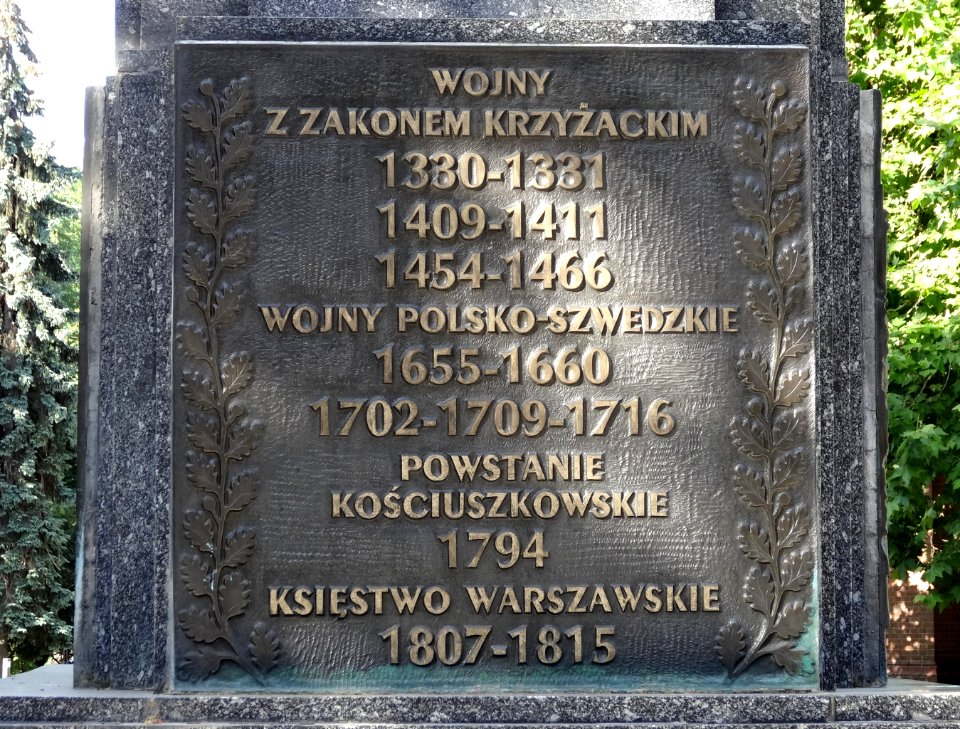 WOJNY
Z ZAKONEM KRZYŻACKIM
1330-1331
1409-1411
1454-1466
WOJNY POLSKO-SZWEDZKIE
1655-1660
1702-1709-1716
POWSTANIE
KOŚCIUSZKOWSKIE
1794
KSIĘSTWO WARSZAWSKIE
1807-1815